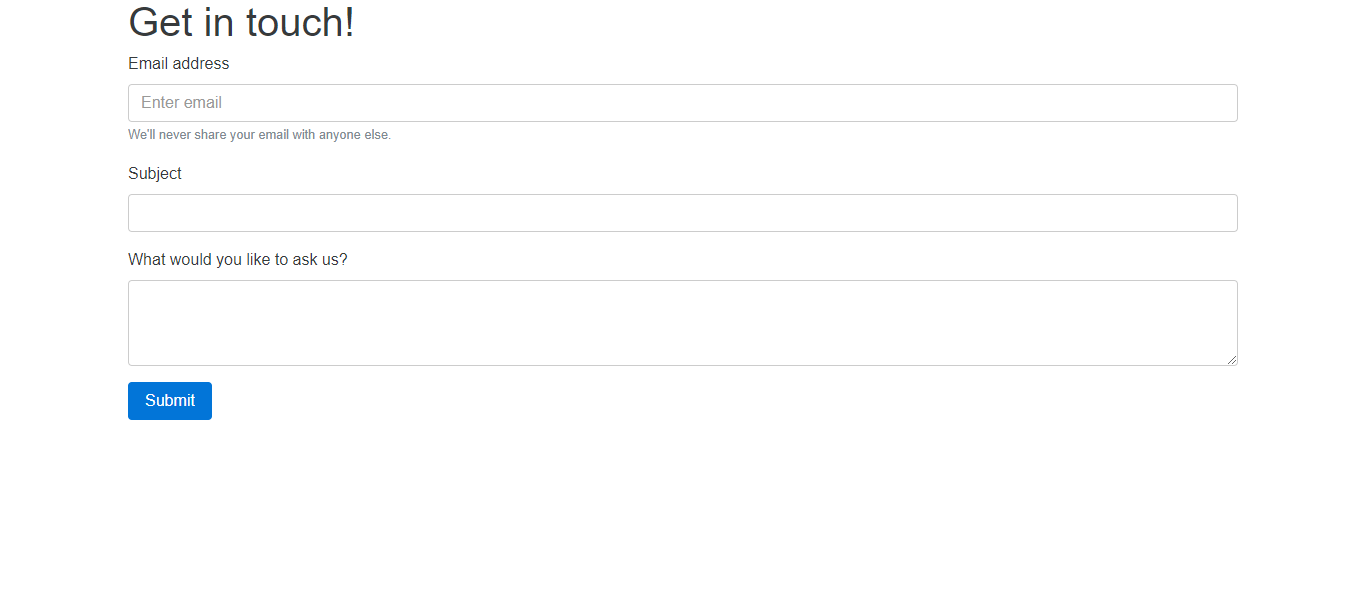 Get in touch!
Email address
Enter email
We'll never share your email with anyone else.
Subject
What would you like to ask us?
Submit